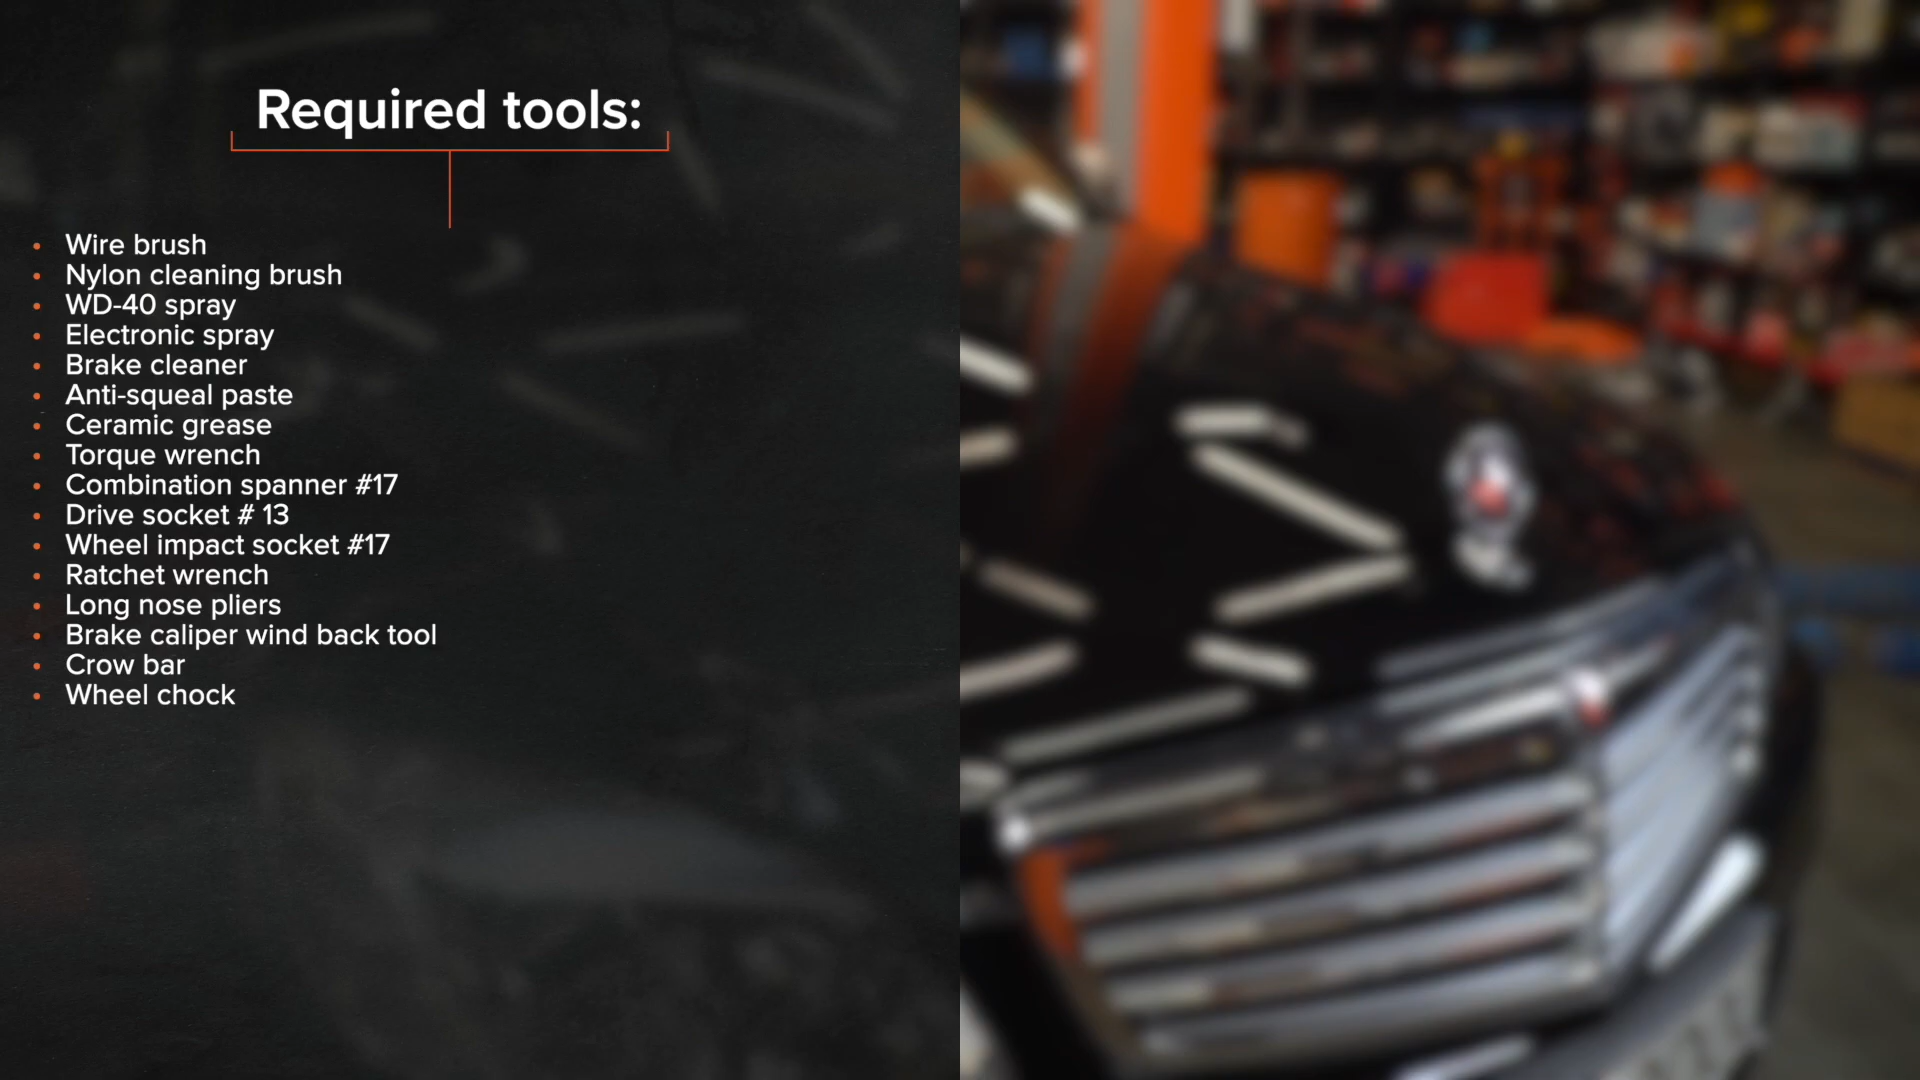 Required tools:
Wire brush
Nylon cleaning brush
WD-40 spray
Electronic spray
Brake cleaner
Anti-squeal paste
Ceramic grease
Torque wrench
Combination spanner #17
Drive socket # 13
Wheel impact socket #17
Ratchet wrench
Long nose pliers
Brake caliper wind back tool
Crow bar
Wheel chock